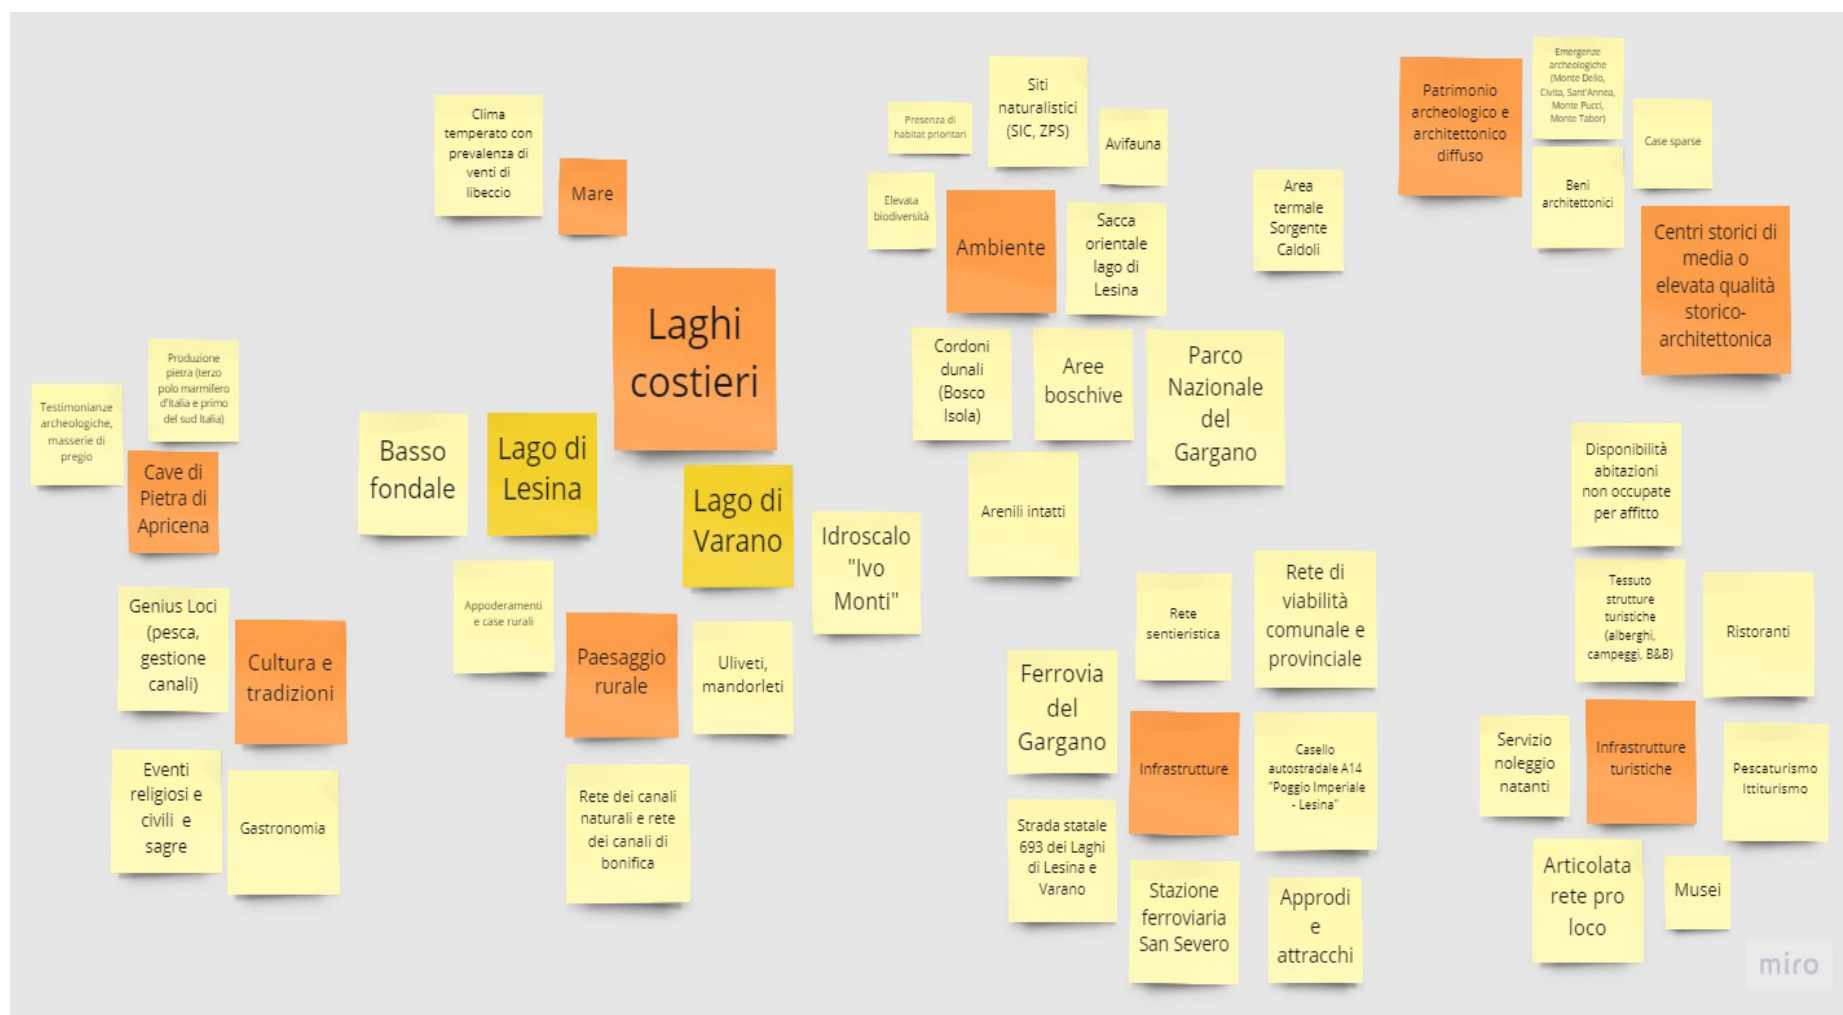 Clima
temperato con
prevalenza di
venti di
libeccio
Mare
Laghi
costieri
Basso
fondale
Lago di
Lesina
Lago di
Varano
Idroscalo
"Ivo
Monti"
Produzione
pietra (terzo
polo marmifero
d'Italia e primo
del sud Italia)
Testimonianze
archeologiche,
masserie di
pregio
Cave di
Pietra di
Apricena
Genius Loci
(pesca,
gestione
canali)
Cultura e
tradizioni
Eventi
religiosi e
civili e
sagre
Gastronomia
Appoderamenti
e case rurali
Paesaggio
rurale
Uliveti,
mandorleti
Rete dei canali
naturali e rete
dei canali di
bonifica
Presenza di
habitat prioritari
Siti
naturalistici
(SIC, ZPS)
Avifauna
Elevata
biodiversità
Ambiente
Sacca
orientale
lago di
Lesina
Cordoni
dunali
(Bosco
Isola)
Aree
boschive
Parco
Nazionale
del
Gargano
Arenili intatti
Area
termale
Sorgente
Caldoli
Patrimonio
archeologico e
architettonico
diffuso
Emergenze
archeologiche
(Monte Delio,
Civita, Sant'Annea,
Monte Pucci,
Monte Tabor)
Case sparse
Beni
architettonici
Centri storici di
media o
elevata qualità
storico-
architettonica
Rete
sentieristica
Rete di
viabilità
comunale e
provinciale
Ferrovia
del
Gargano
Infrastrutture
Casello
autostradale A14
"Poggio Imperiale
- Lesina"
Strada statale
693 dei Laghi
di Lesina e
Varano
Stazione
ferroviaria
San Severo
Approdi
e
attracchi
Disponibilità
abitazioni
non occupate
per affitto
Tessuto
strutture
turistiche
(alberghi,
campeggi, B&B)
Ristoranti
Servizio
noleggio
natanti
Infrastrutture
turistiche
Pescaturismo
Ittiturismo
Articolata
rete pro
loco
Musei
miro